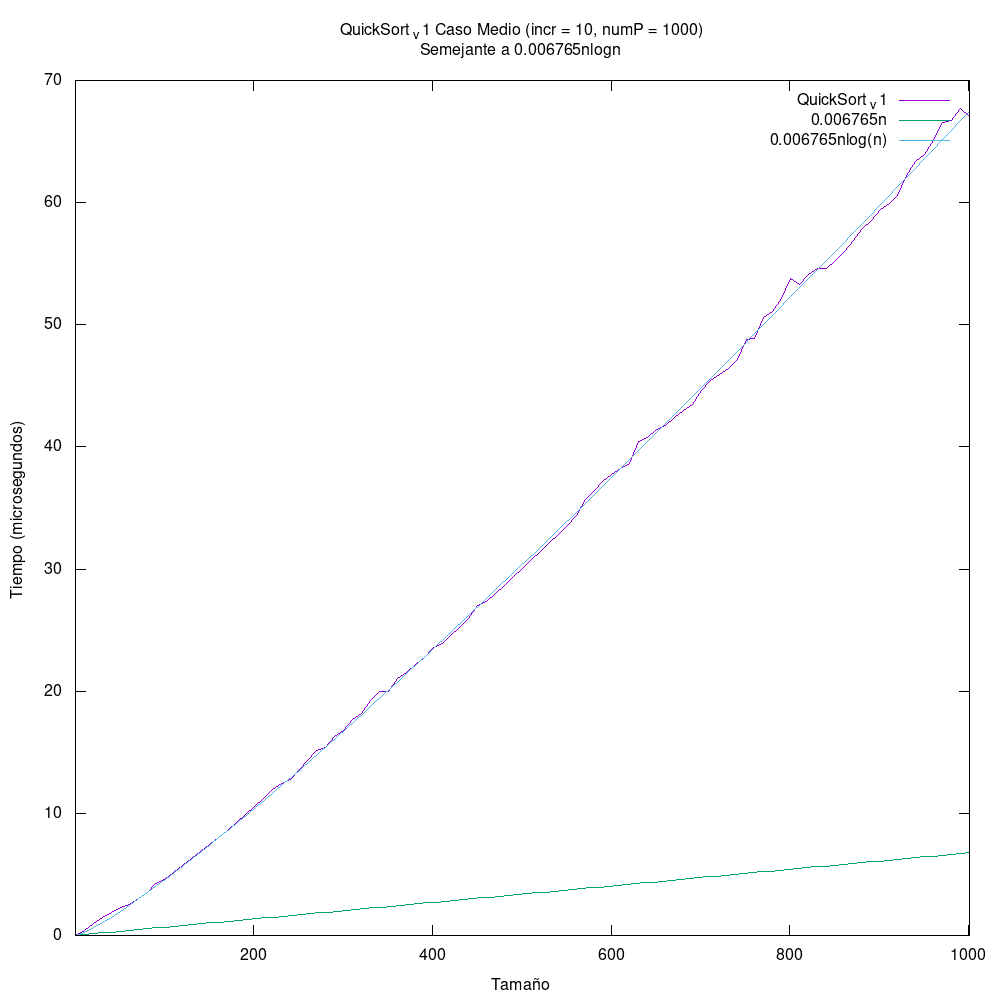 QuickSort v 1 Caso Medio (incr = 10, numP = 1000)
Semejante a 0.006765nlogn
QuickSort v 1
0.006765n
0.006765nlog(n)
70
60
50
40
30
20
10
0
200
400
600
800
1000
Tiempo (microsegundos)
Tamaño